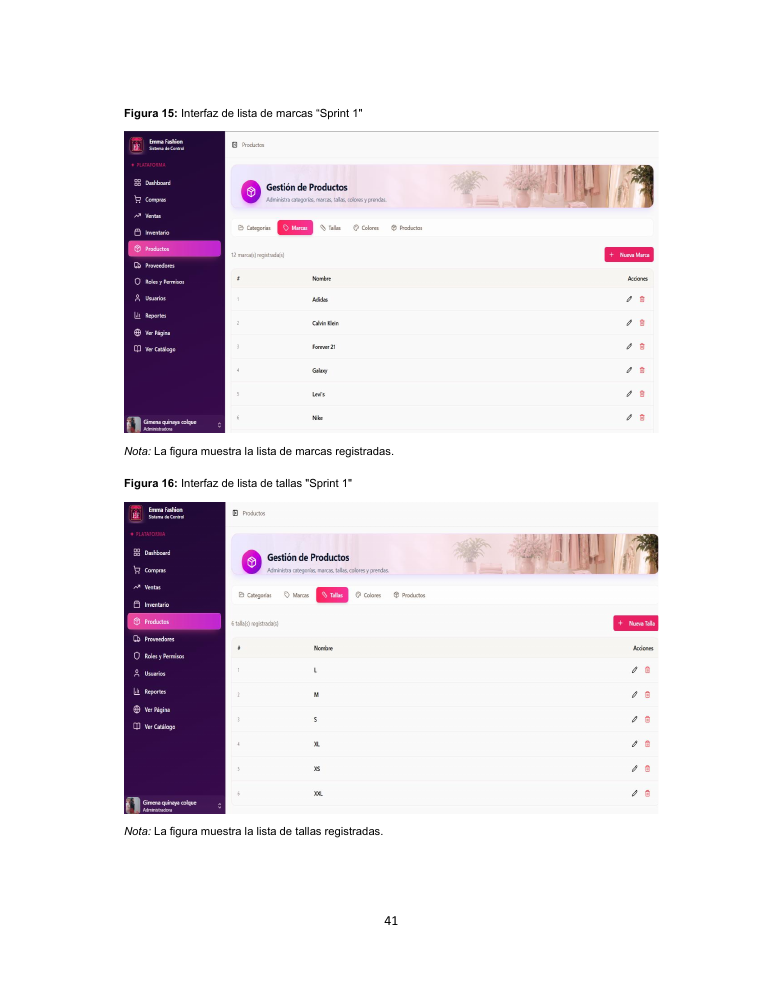 Figura 15: Interfaz de lista de marcas “Sprint 1"
Emma Fashion
Sistema de Control
Productos
PLATAFORMA
Dashboard
Compras
Ventas
Inventario
Productos
Proveedores
Roles y Permisos
Usuarios
Reportes
Ver Página
Ver Catálogo
Gimena quinaya colque
Administradora
Gestión de Productos
Administra categorías, marcas, tallas, colores y prendas.
Categorías Marcas Tallas Colores Productos
12 marca(s) registrada(s) + Nueva Marca
# Nombre Acciones
1 Adidas
2 Calvin Klein
3 Forever 21
4 Galaxy
5 Levi's
6 Nike
Nota: La figura muestra la lista de marcas registradas.
Figura 16: Interfaz de lista de tallas "Sprint 1"
Emma Fashion
Sistema de Control
Productos
PLATAFORMA
Dashboard
Compras
Ventas
Inventario
Productos
Proveedores
Roles y Permisos
Usuarios
Reportes
Ver Página
Ver Catálogo
Gimena quinaya colque
Administradora
Gestión de Productos
Administra categorías, marcas, tallas, colores y prendas.
Categorías Marcas Tallas Colores Productos
6 talla(s) registrada(s) + Nueva Talla
# Nombre Acciones
1 L
2 M
3 S
4 XL
5 XS
6 XXL
Nota: La figura muestra la lista de tallas registradas.
41